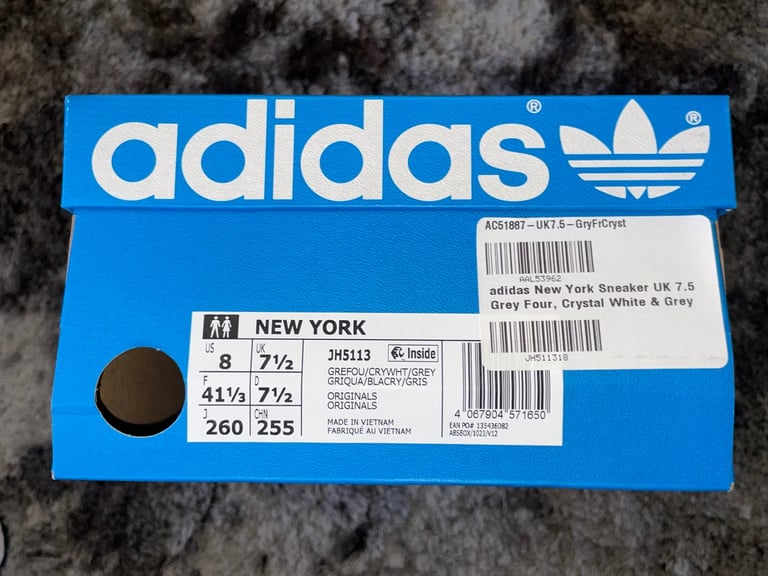 adidas®
®
AC51887-UK7.5-GryFrCryst
AAL53962
adidas New York Sneaker UK 7.5
Grey Four, Crystal White & Grey
JH511318
NEW YORK
US 8
UK 7½
F 41⅓
D 7½
J 260
CHN 255
JH5113
Inside
GREFOU/CRYWHT/GREY
GRIQUA/BLACRY/GRIS
ORIGINALS
ORIGINALS
MADE IN VIETNAM
FABRIQUÉ AU VIETNAM
4 067904 571650
EAN PO# 135436082
ABSBOX/1023/V12